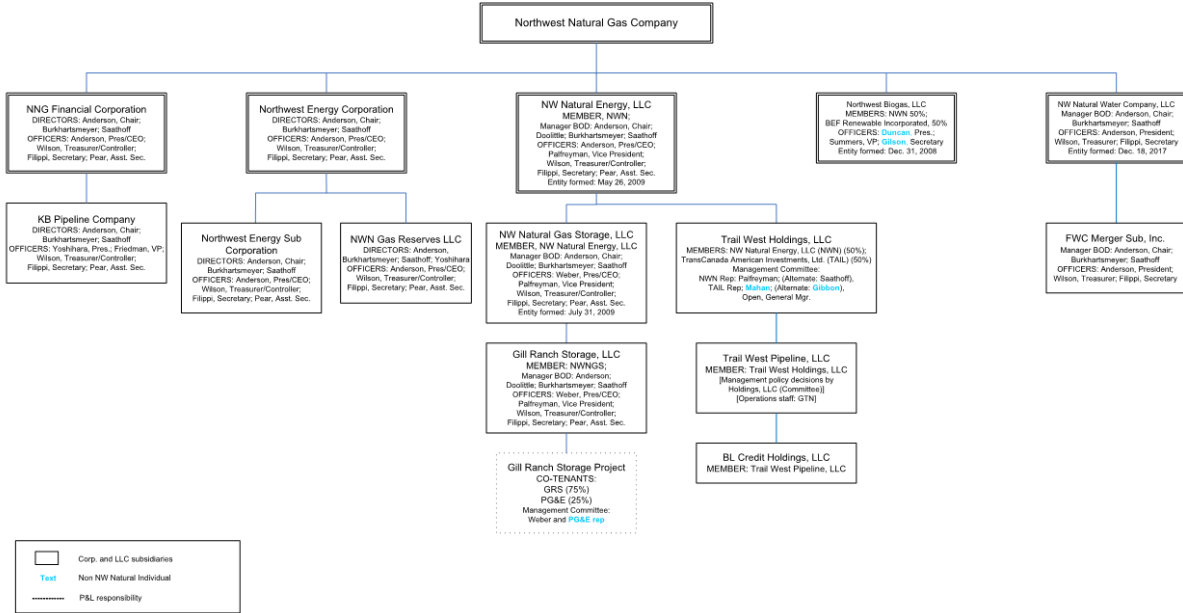 Northwest Natural Gas Company
NNG Financial Corporation
DIRECTORS: Anderson, Chair;
Burkhartsmeyer; Saathoff
OFFICERS: Anderson, Pres/CEO;
Wilson, Treasurer/Controller;
Filippi, Secretary; Pear, Asst. Sec.
Northwest Energy Corporation
DIRECTORS: Anderson, Chair;
Burkhartsmeyer; Saathoff
OFFICERS: Anderson, Pres/CEO;
Wilson, Treasurer/Controller;
Filippi, Secretary; Pear, Asst. Sec.
NW Natural Energy, LLC
MEMBER, NWN;
Manager BOD: Anderson, Chair;
Doolittle; Burkhartsmeyer; Saathoff
OFFICERS: Anderson, Pres/CEO;
Palfreyman, Vice President;
Wilson, Treasurer/Controller;
Filippi, Secretary; Pear, Asst. Sec.
Entity formed: May 26, 2009
Northwest Biogas, LLC
MEMBERS: NWN 50%;
BEF Renewable Incorporated, 50%
OFFICERS: Duncan. Pres.;
Summers, VP; Gilson, Secretary
Entity formed: Dec. 31, 2008
NW Natural Water Company, LLC
Manager BOD: Anderson, Chair;
Burkhartsmeyer; Saathoff
OFFICERS: Anderson, President;
Wilson, Treasurer; Filippi, Secretary
Entity formed: Dec. 18, 2017
KB Pipeline Company
DIRECTORS: Anderson, Chair;
Burkhartsmeyer; Saathoff
OFFICERS: Yoshihara, Pres.; Friedman, VP;
Wilson, Treasurer/Controller;
Filippi, Secretary; Pear, Asst. Sec.
Northwest Energy Sub
Corporation
DIRECTORS: Anderson, Chair;
Burkhartsmeyer; Saathoff
OFFICERS: Anderson, Pres/CEO;
Wilson, Treasurer/Controller;
Filippi, Secretary; Pear, Asst. Sec.
NWN Gas Reserves LLC
DIRECTORS: Anderson,
Burkhartsmeyer; Saathoff; Yoshihara
OFFICERS: Anderson, Pres/CEO;
Wilson, Treasurer/Controller;
Filippi, Secretary; Pear, Asst. Sec.
NW Natural Gas Storage, LLC
MEMBER, NW Natural Energy, LLC
Manager BOD: Anderson, Chair;
Doolittle; Burkhartsmeyer; Saathoff
OFFICERS: Weber, Pres/CEO;
Palfreyman, Vice President;
Wilson, Treasurer/Controller;
Filippi, Secretary; Pear, Asst. Sec.
Entity formed: July 31, 2009
Trail West Holdings, LLC
MEMBERS: NW Natural Energy, LLC (NWN) (50%);
TransCanada American Investments, Ltd. (TAIL) (50%)
Management Committee:
NWN Rep: Palfreyman; (Alternate: Saathoff),
TAIL Rep; Mahan; (Alternate: Gibbon),
Open, General Mgr.
FWC Merger Sub, Inc.
Manager BOD: Anderson, Chair;
Burkhartsmeyer; Saathoff
OFFICERS: Anderson, President;
Wilson, Treasurer; Filippi, Secretary
Gill Ranch Storage, LLC
MEMBER: NWNGS;
Manager BOD: Anderson;
Doolittle; Burkhartsmeyer; Saathoff
OFFICERS: Weber, Pres/CEO;
Palfreyman, Vice President;
Wilson, Treasurer/Controller;
Filippi, Secretary; Pear, Asst. Sec.
Trail West Pipeline, LLC
MEMBER: Trail West Holdings, LLC
[Management policy decisions by
Holdings, LLC (Committee)]
[Operations staff: GTN]
BL Credit Holdings, LLC
MEMBER: Trail West Pipeline, LLC
Gill Ranch Storage Project
CO-TENANTS:
GRS (75%)
PG&E (25%)
Management Committee:
Weber and PG&E rep
Corp. and LLC subsidiaries
Text Non NW Natural Individual
P&L responsibility